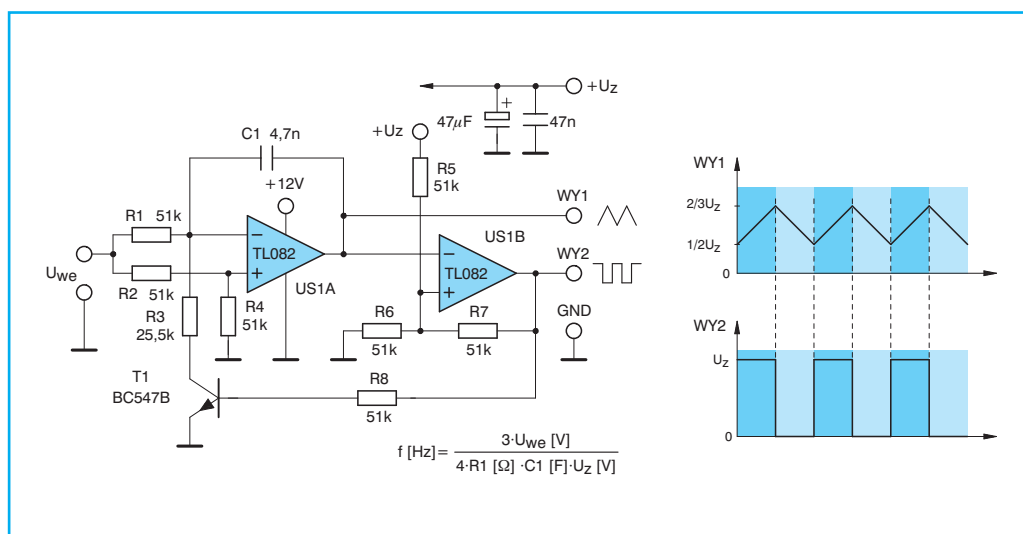 +Uz
47µF
+
47n
C1 4,7n
+Uz
R5
51k
+12V
WY1
R1 51k
−
TL082
+
US1A
US1B
−
TL082
+
WY2
Uwe
R2 51k
R3
25,5k
R4
51k
R6
51k
R7
51k
GND
T1
BC547B
R8
51k
f [Hz]= 3·Uwe [V]
4·R1 [Ω] ·C1 [F]·Uz [V]
WY1
2/3Uz
1/2Uz
0
WY2
Uz
0